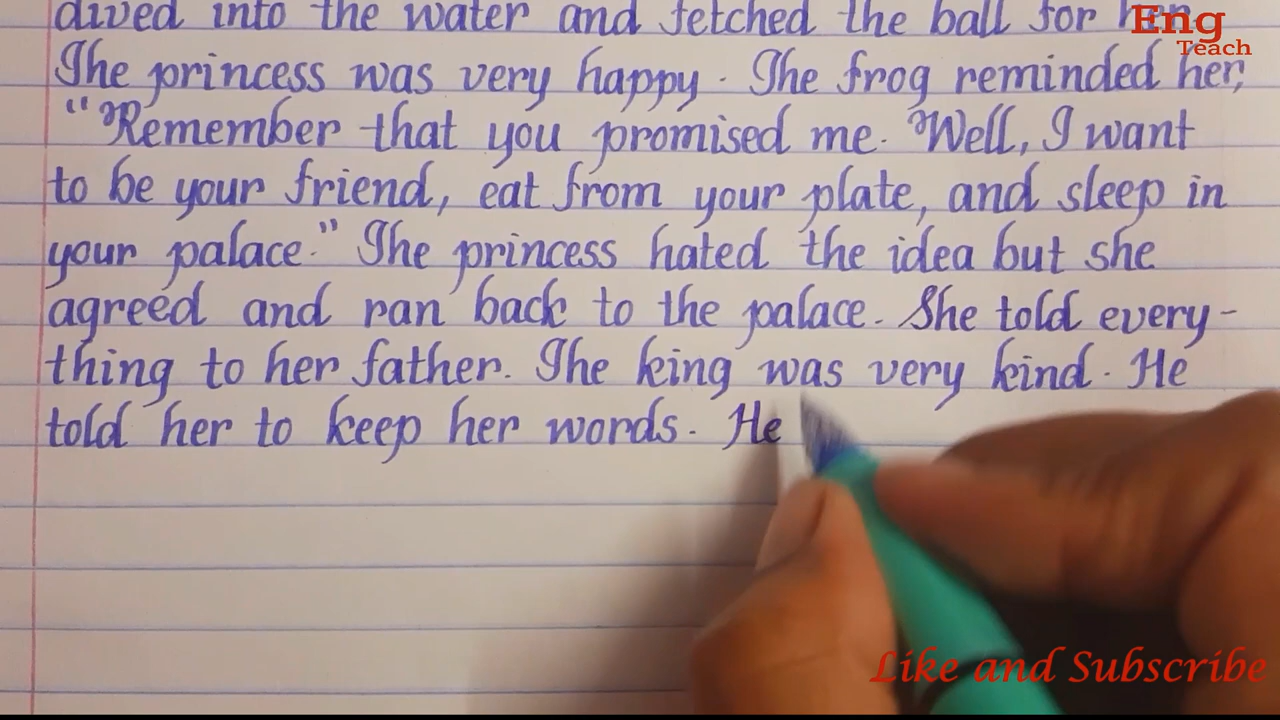 dived into the water and fetched the ball for her.
Eng
Teach
The princess was very happy. The frog reminded her,
"Remember that you promised me. Well, I want
to be your friend, eat from your plate, and sleep in
your palace." The princess hated the idea but she
agreed and ran back to the palace. She told every-
thing to her father. The king was very kind. He
told her to keep her words. He
Like and Subscribe